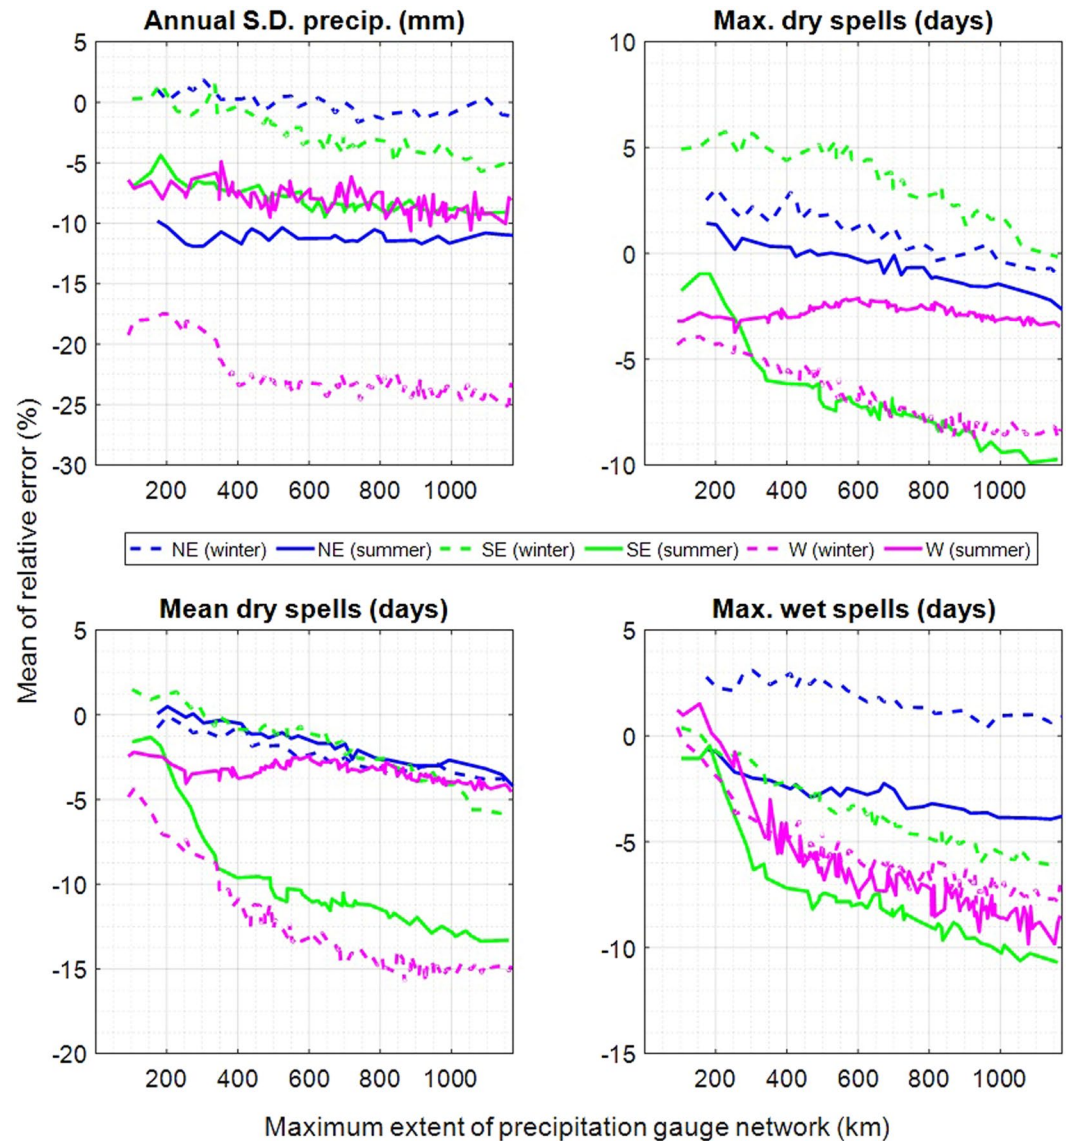 Annual S.D. precip. (mm)
Max. dry spells (days)
5
0
-5
-10
-15
-20
-25
-30
200 400 600 800 1000
10
5
0
-5
-10
200 400 600 800 1000
NE (winter) NE (summer) SE (winter) SE (summer) W (winter) W (summer)
Mean of relative error (%)
Mean dry spells (days)
Max. wet spells (days)
5
0
-5
-10
-15
-20
200 400 600 800 1000
5
0
-5
-10
-15
200 400 600 800 1000
Maximum extent of precipitation gauge network (km)